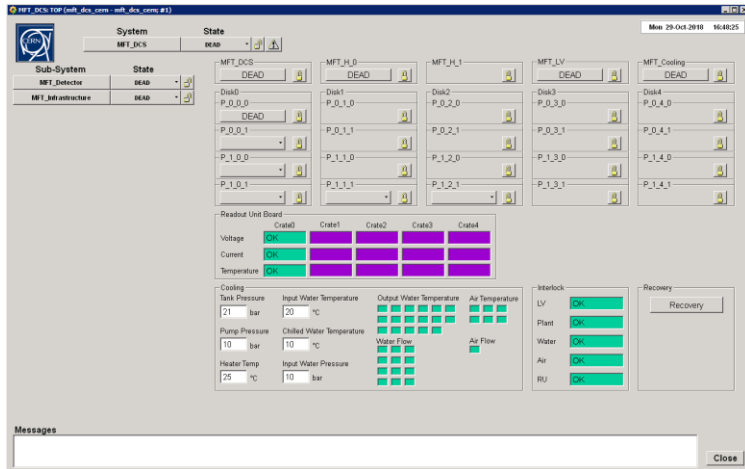 MFT_DCS: TOP (mft_dcs_cern - mft_dcs_cern; #1)
Mon 29-Oct-2018 16:48:25
CERN
System State
MFT_DCS DEAD
Sub-System State
MFT_Detector DEAD
MFT_Infrastructure DEAD
MFT_DCS MFT_H_0 MFT_H_1 MFT_LV MFT_Cooling
DEAD DEAD DEAD DEAD
Disk0 Disk1 Disk2 Disk3 Disk4
P_0_0_0 P_0_1_0 P_0_2_0 P_0_3_0 P_0_4_0
DEAD
P_0_0_1 P_0_1_1 P_0_2_1 P_0_3_1 P_0_4_1
P_1_0_0 P_1_1_0 P_1_2_0 P_1_3_0 P_1_4_0
P_1_0_1 P_1_1_1 P_1_2_1 P_1_3_1 P_1_4_1
Readout Unit Board
Crate0 Crate1 Crate2 Crate3 Crate4
Voltage OK
Current OK
Temperature OK
Cooling
Tank Pressure Input Water Temperature Output Water Temperature Air Temperature
21 bar 20 °C
Pump Pressure Chilled Water Temperature Water Flow Air Flow
10 bar 10 °C
Heater Temp Input Water Pressure
25 °C 10 bar
Interlock
LV OK
Plant OK
Water OK
Air OK
RU OK
Recovery
Recovery
Messages
Close